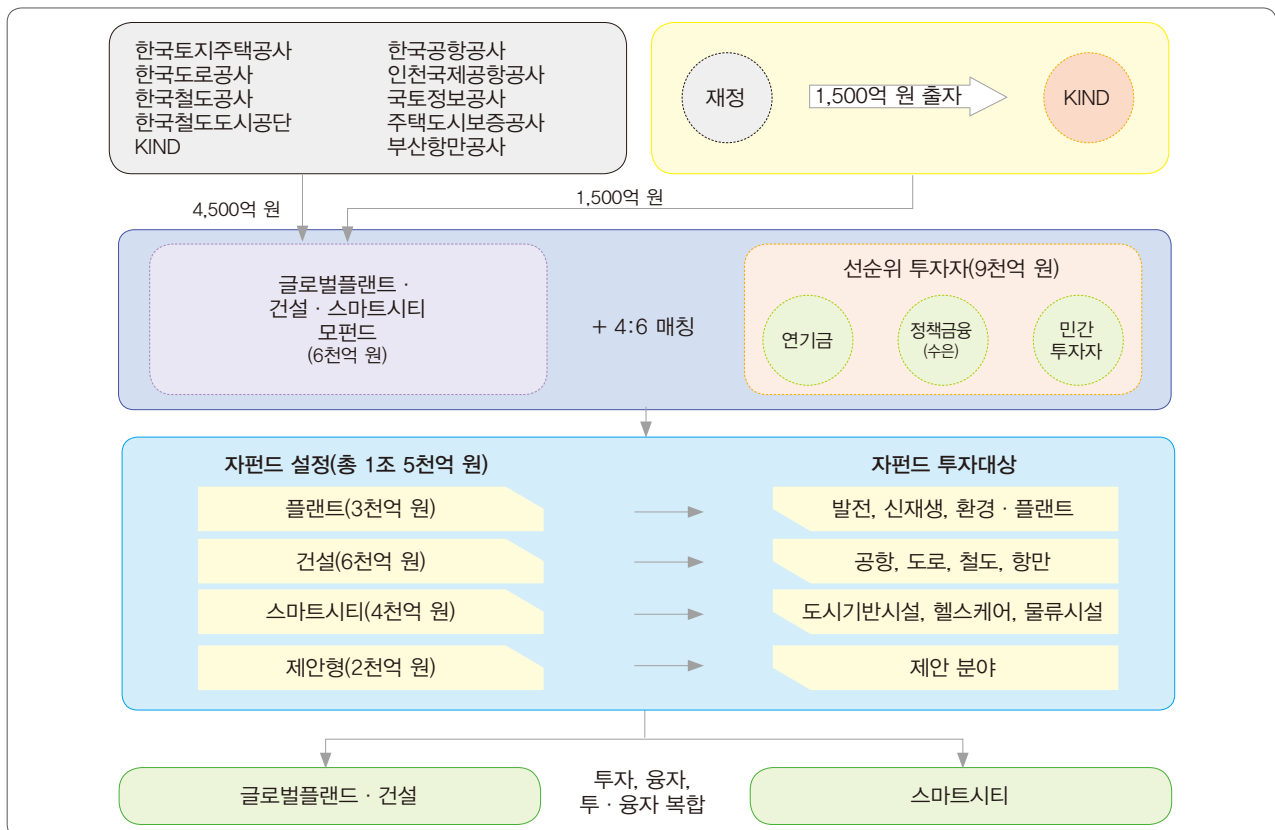 한국토지주택공사
한국도로공사
한국철도공사
한국철도도시공단
KIND
한국공항공사
인천국제공항공사
국토정보공사
주택도시보증공사
부산항만공사
재정
1,500억 원 출자
KIND
4,500억 원
1,500억 원
글로벌플랜트 ·
건설 · 스마트시티
모펀드
(6천억 원)
+ 4:6 매칭
선순위 투자자(9천억 원)
연기금
정책금융
(수은)
민간
투자자
자펀드 설정(총 1조 5천억 원)
자펀드 투자대상
플랜트(3천억 원)
발전, 신재생, 환경 · 플랜트
건설(6천억 원)
공항, 도로, 철도, 항만
스마트시티(4천억 원)
도시기반시설, 헬스케어, 물류시설
제안형(2천억 원)
제안 분야
글로벌플랜드 · 건설
투자, 융자,
투 · 융자 복합
스마트시티